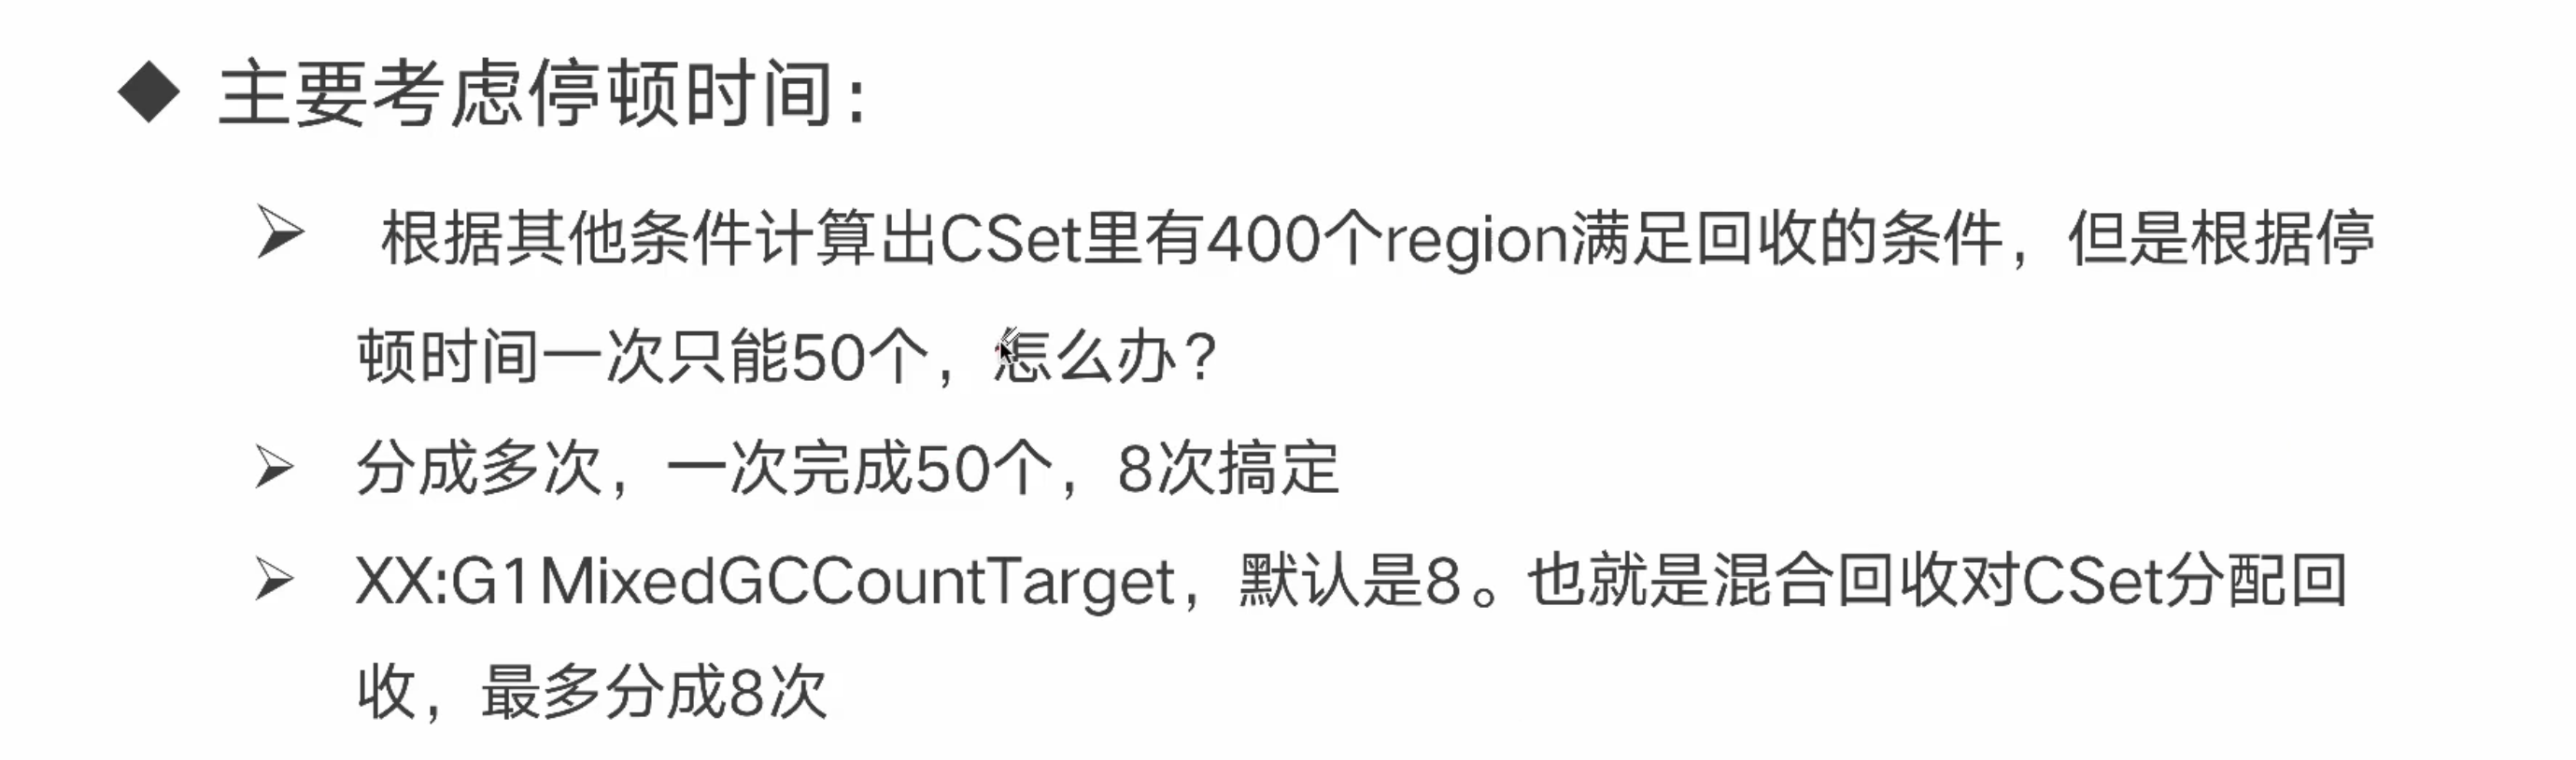 主要考虑停顿时间：
根据其他条件计算出CSet里有400个region满足回收的条件，但是根据停
顿时间一次只能50个，怎么办？
分成多次，一次完成50个，8次搞定
XX:G1MixedGCCountTarget，默认是8。也就是混合回收对CSet分配回
收，最多分成8次